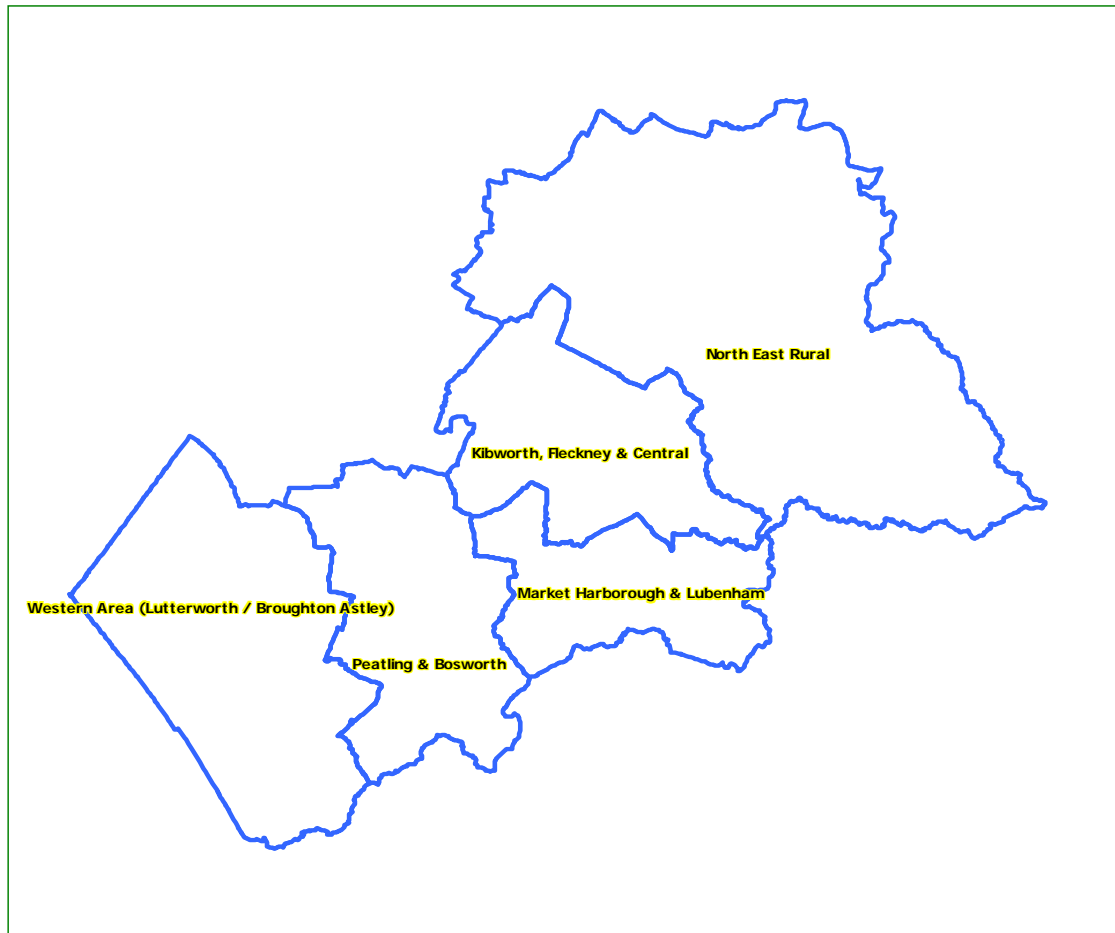 North East Rural
Kibworth, Fleckney & Central
Market Harborough & Lubenham
Western Area (Lutterworth / Broughton Astley)
Peatling & Bosworth